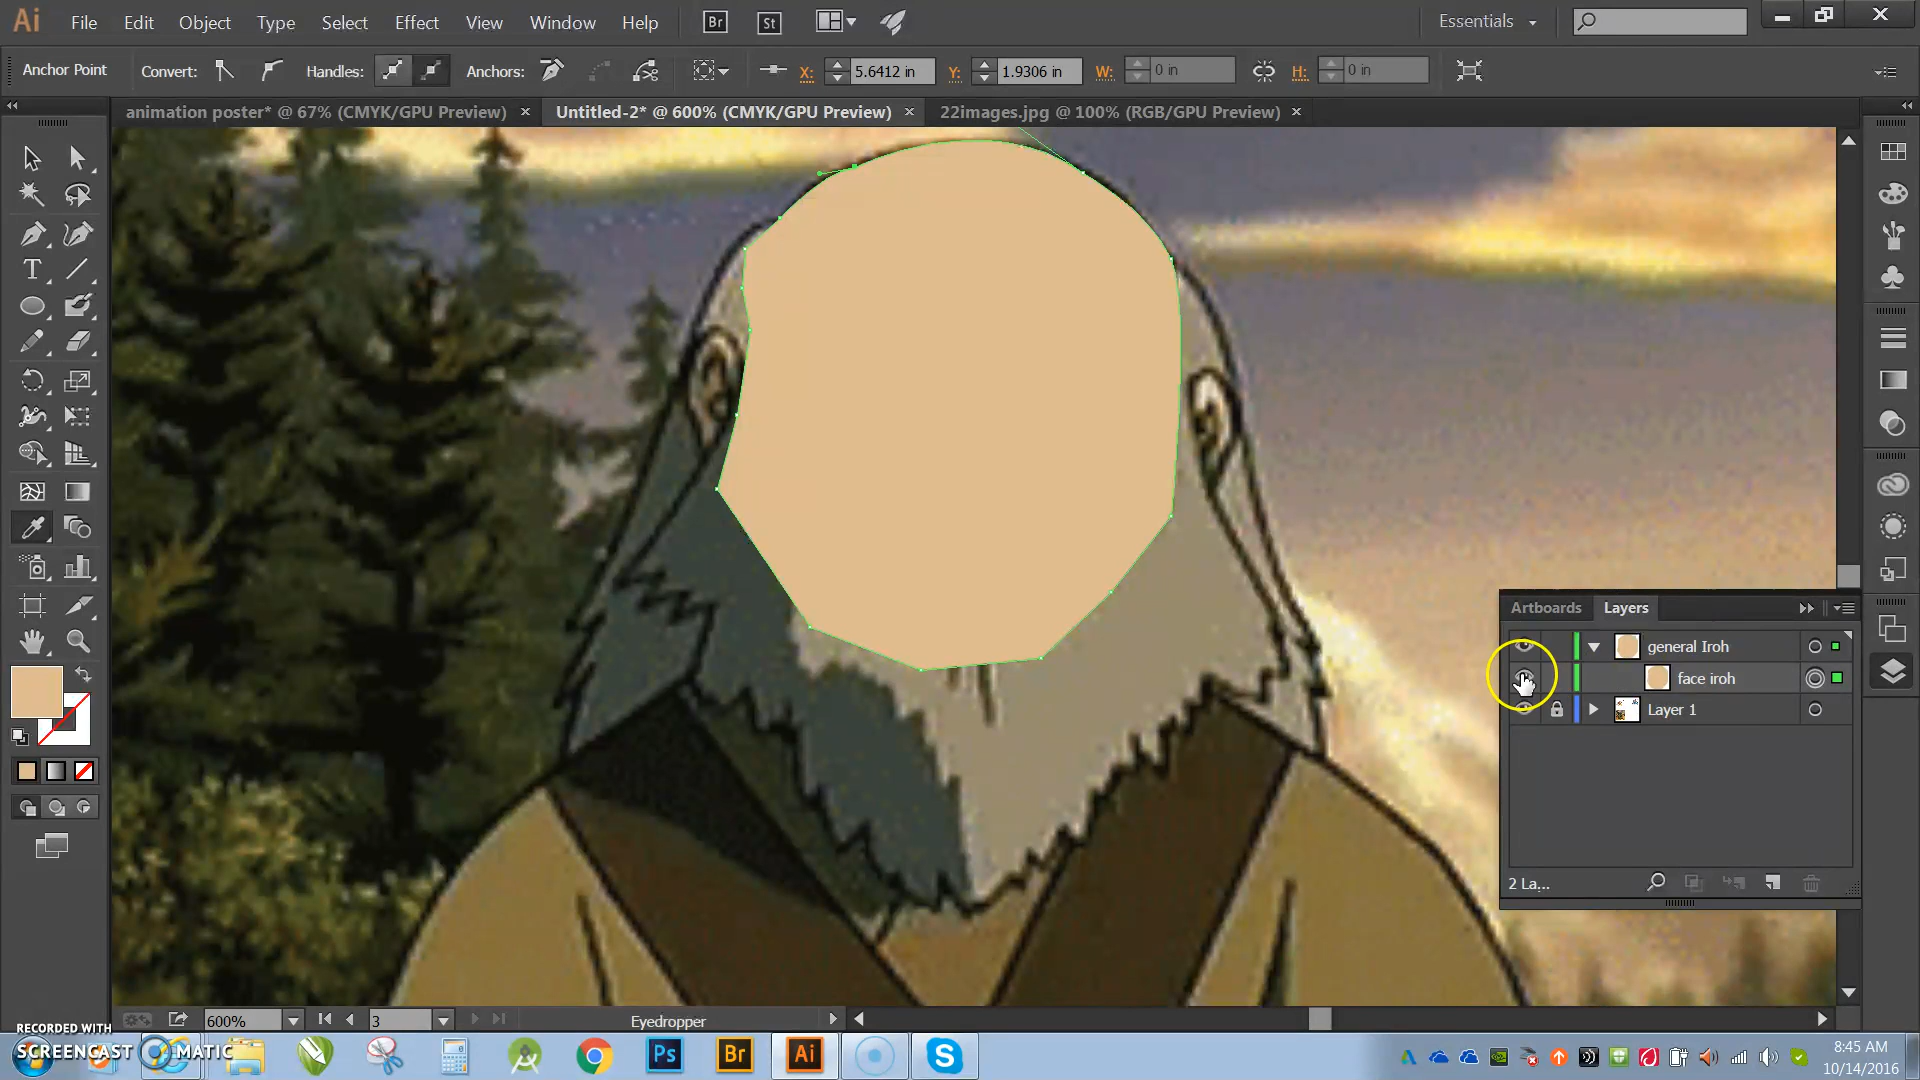 Ai File Edit Object Type Select Effect View Window Help Br St Essentials
Anchor Point Convert: Handles: Anchors: X: 5.6412 in Y: 1.9306 in W: 0 in H: 0 in
animation poster* @ 67% (CMYK/GPU Preview) × Untitled-2* @ 600% (CMYK/GPU Preview) × 22images.jpg @ 100% (RGB/GPU Preview) ×
Artboards Layers
general Iroh
face iroh
Layer 1
2 La...
600% 3 Eyedropper
RECORDED WITH
SCREENCAST MATIC
Ps Br Ai
8:45 AM
10/14/2016